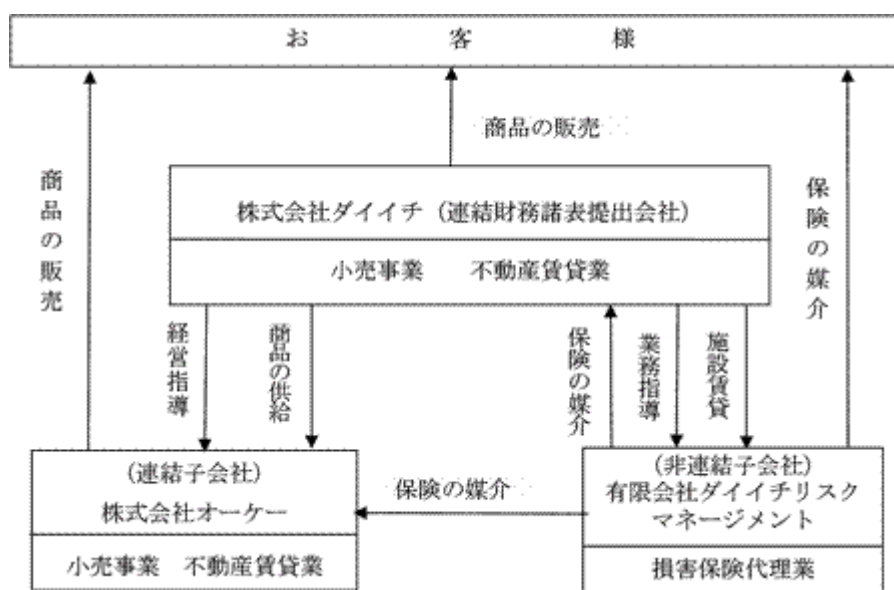 お客様
商品の販売
商品の販売
保険の媒介
株式会社ダイイチ（連結財務諸表提出会社）
小売事業　不動産賃貸業
経営指導
商品の供給
保険の媒介
業務指導
施設賃貸
(連結子会社)
株式会社オーケー
小売事業　不動産賃貸業
保険の媒介
(非連結子会社)
有限会社ダイイチリスク
マネージメント
損害保険代理業